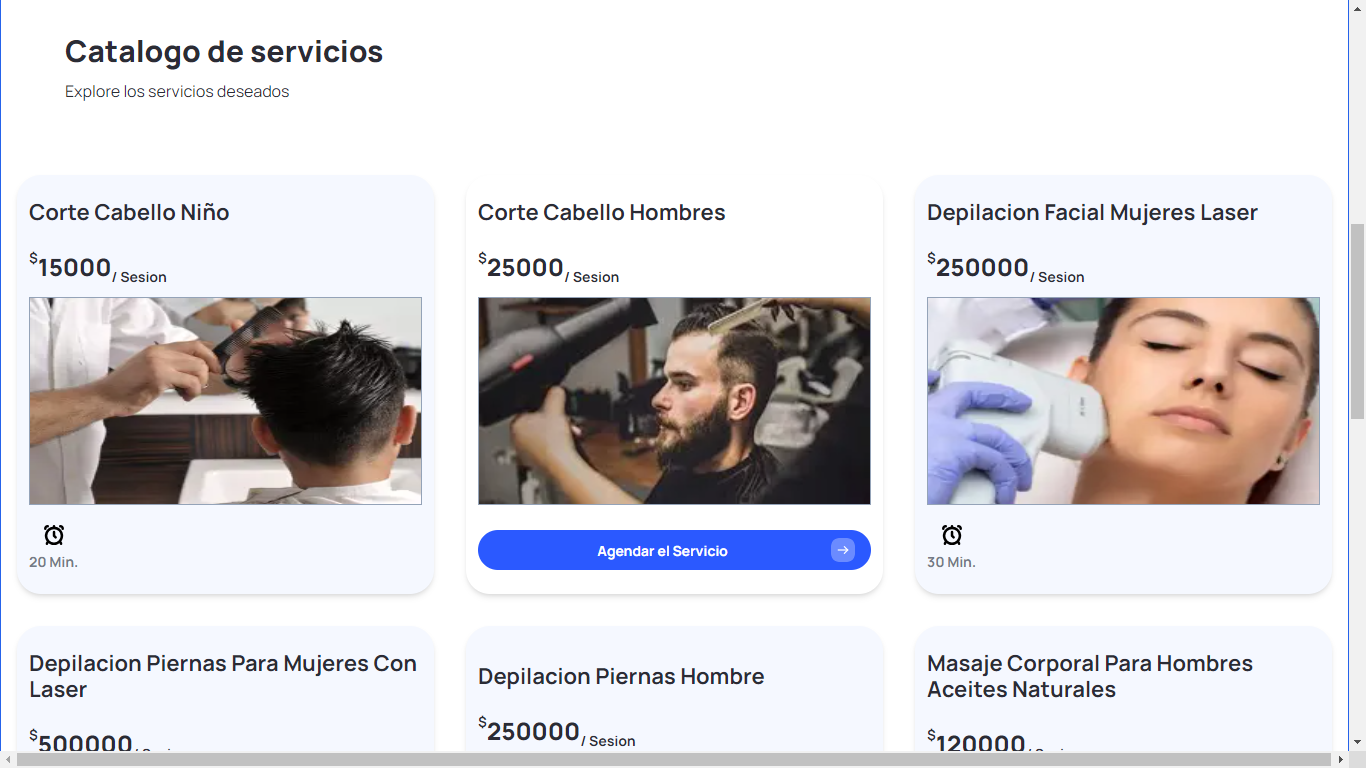 Catalogo de servicios
Explore los servicios deseados
Corte Cabello Niño
$15000/ Sesion
20 Min.
Corte Cabello Hombres
$25000/ Sesion
Agendar el Servicio
Depilacion Facial Mujeres Laser
$250000/ Sesion
30 Min.
Depilacion Piernas Para Mujeres Con
Laser
$500000
Depilacion Piernas Hombre
$250000/ Sesion
Masaje Corporal Para Hombres
Aceites Naturales
$120000